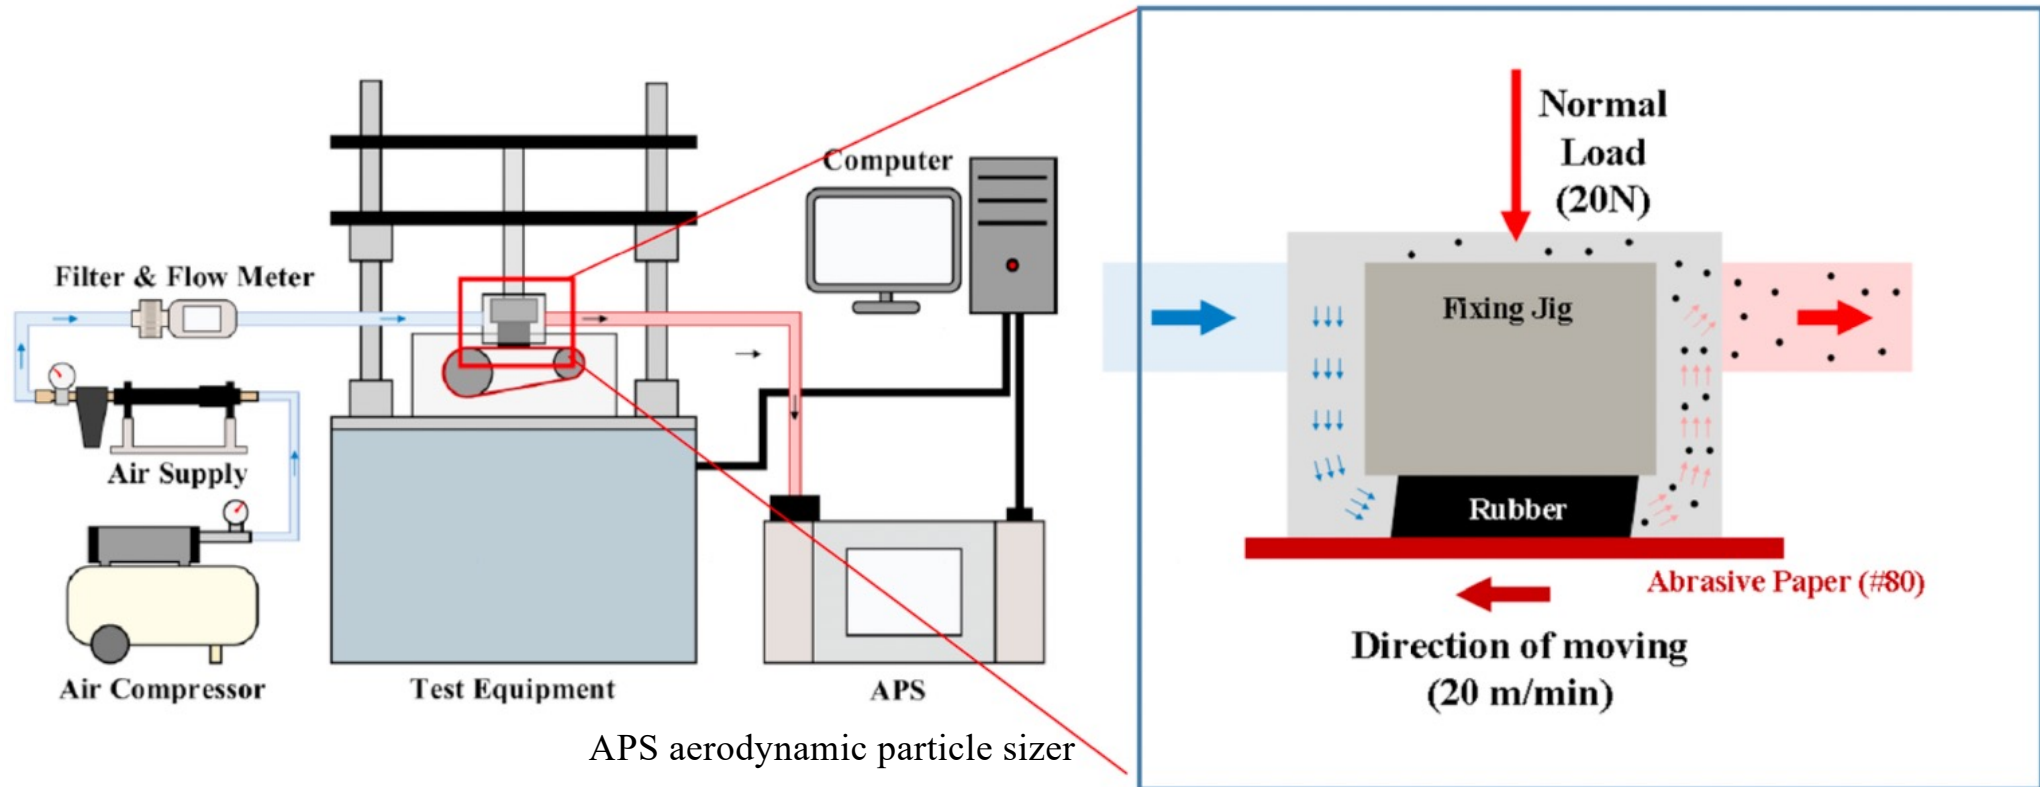 Filter & Flow Meter
Air Supply
Air Compressor
Test Equipment
Computer
APS
APS aerodynamic particle sizer
Normal
Load
(20N)
Fixing Jig
Rubber
Abrasive Paper (#80)
Direction of moving
(20 m/min)